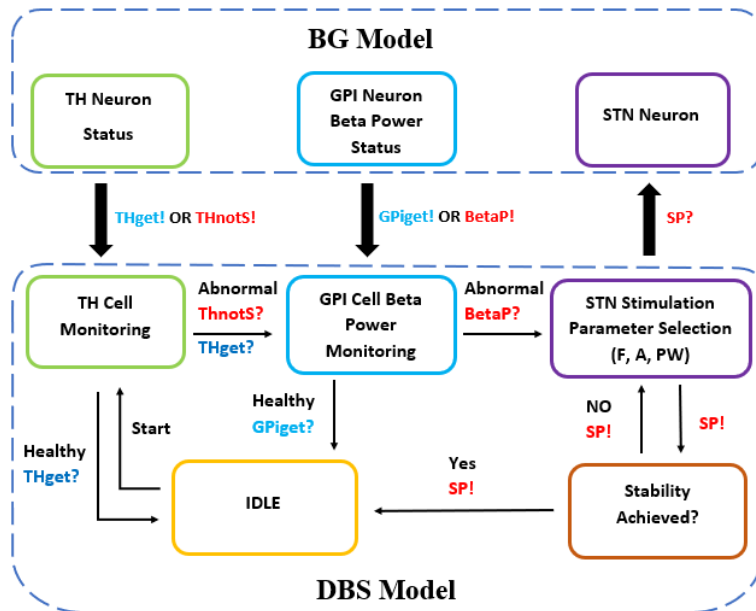 BG Model
TH Neuron
Status
GPI Neuron
Beta Power
Status
STN Neuron
THget! OR THnotS!
GPiget! OR BetaP!
SP?
TH Cell
Monitoring
Abnormal
ThnotS?
THget?
GPI Cell Beta
Power
Monitoring
Abnormal
BetaP?
STN Stimulation
Parameter Selection
(F, A, PW)
Healthy
THget?
Start
Healthy
GPiget?
NO
SP!
SP!
IDLE
Yes
SP!
Stability
Achieved?
DBS Model